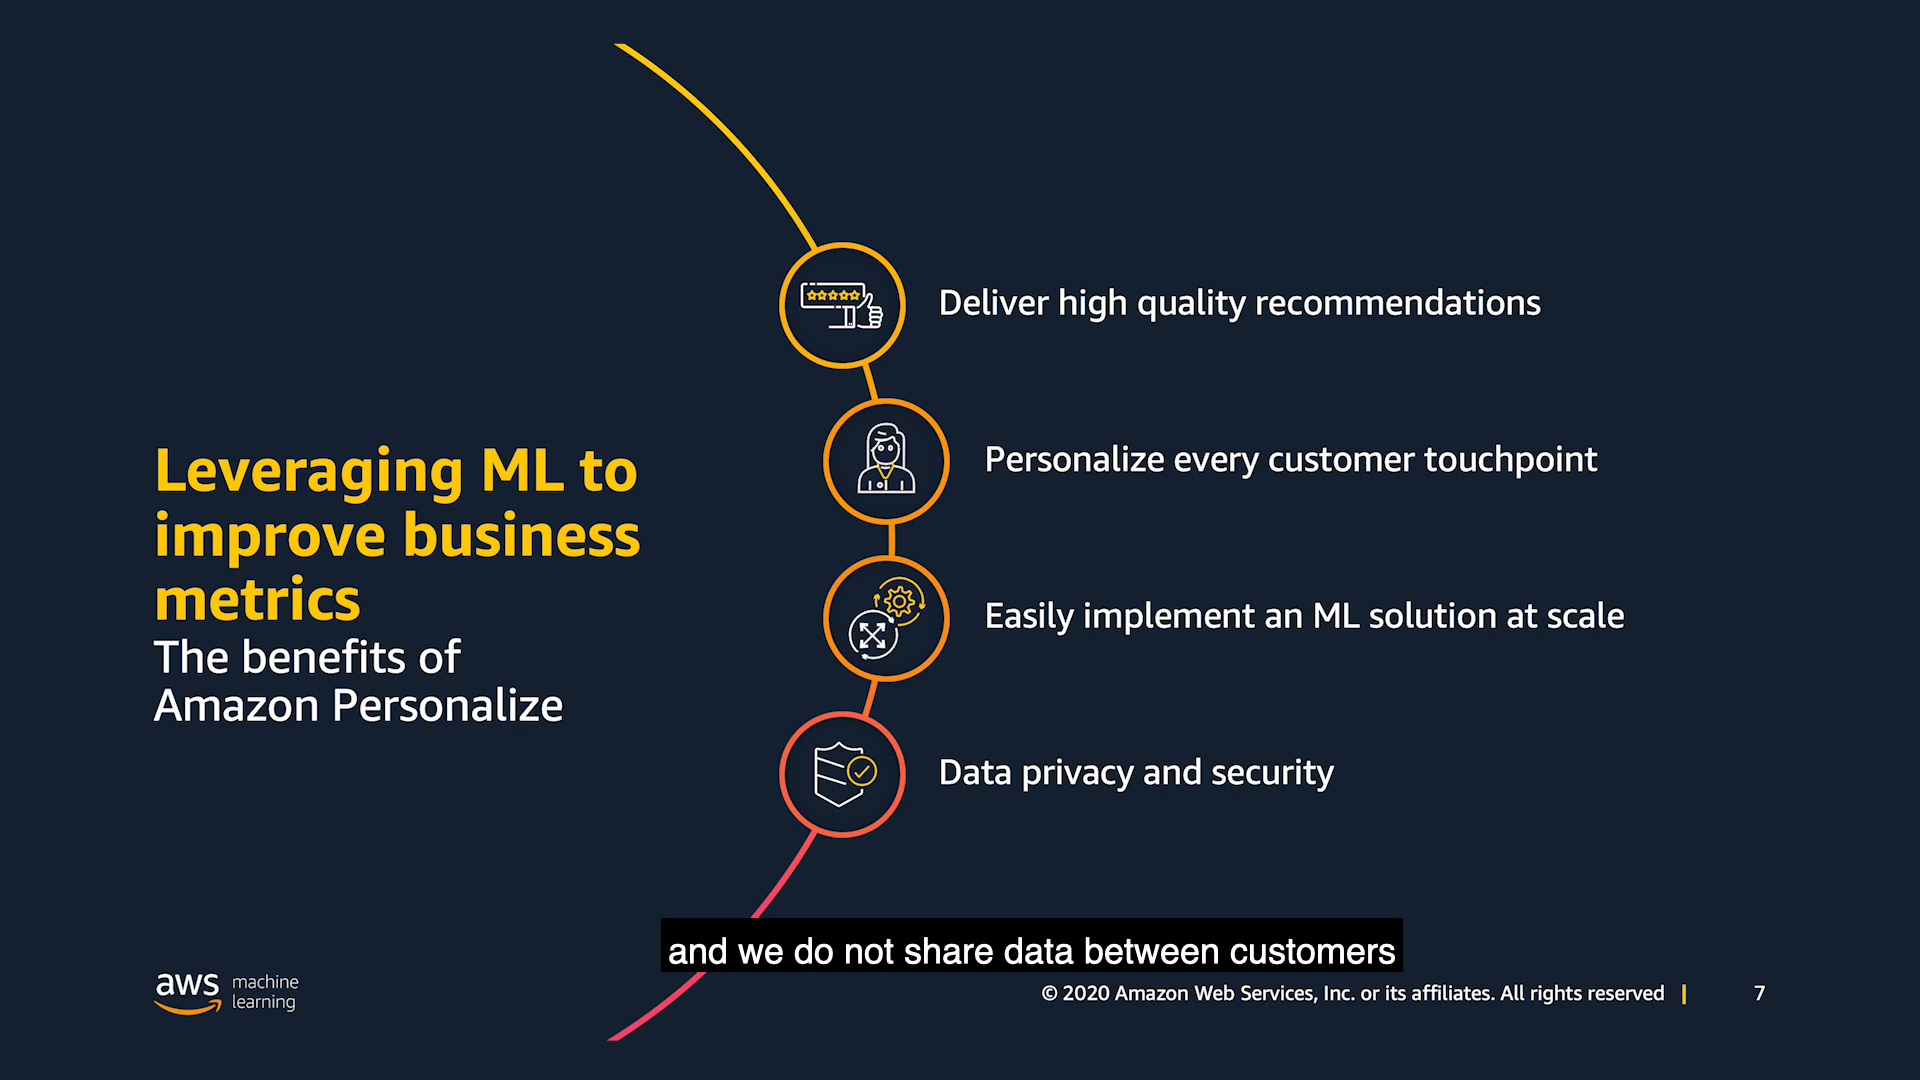 Leveraging ML to
improve business
metrics
The benefits of
Amazon Personalize
Deliver high quality recommendations
Personalize every customer touchpoint
Easily implement an ML solution at scale
Data privacy and security
and we do not share data between customers
aws machine
learning
© 2020 Amazon Web Services, Inc. or its affiliates. All rights reserved | 7